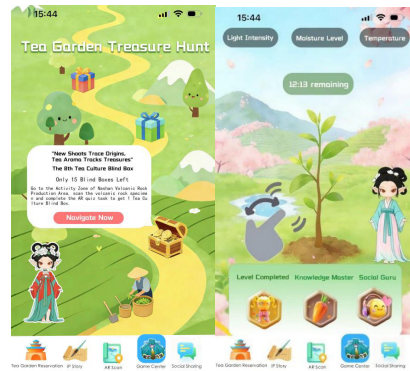 15:44
Tea Garden Treasure Hunt
"New Shoots Trace Origins,
Tea Aroma Tracks Treasures"
The 8th Tea Culture Blind Box
Only 15 Blind Boxes Left
Go to the Activity Zone of Nashan Volcanic Rock
Production Area, scan the volcanic rock specime
n and complete the AR quiz task to get 1 Tea Cu
lture Blind Box.
Navigate Now
Tea Garden Reservation
IP Story
AR Scan
Game Center
Social Sharing
15:44
Light Intensity
Moisture Level
Temperature
12:13 remaining
Level Completed
Knowledge Master
Social Guru
Tea Garden Reservation
IP Story
AR Scan
Game Center
Social Sharing